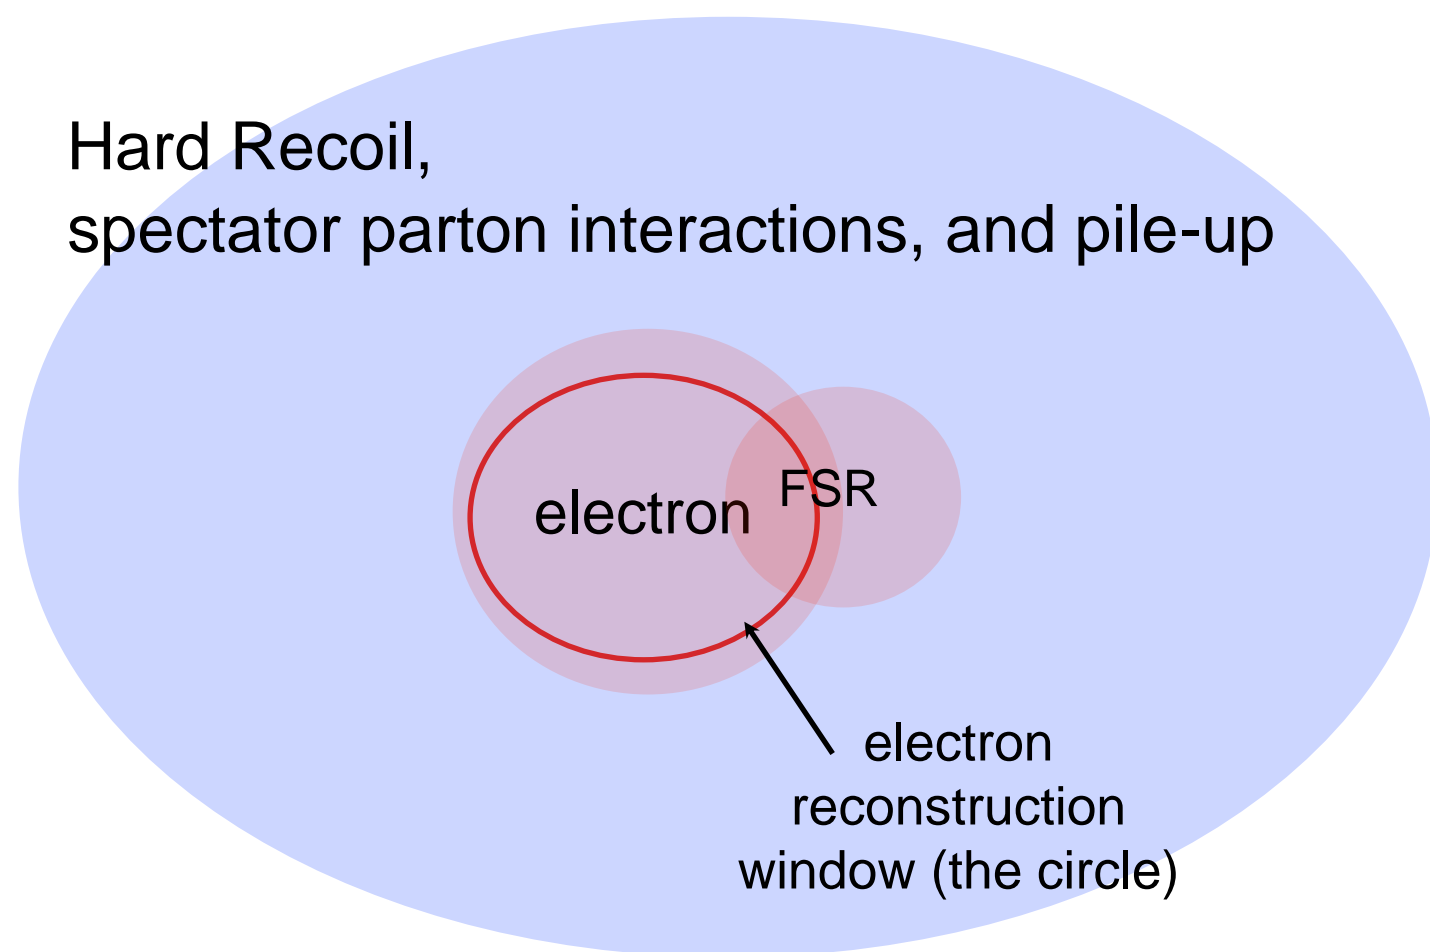 Hard Recoil,
spectator parton interactions, and pile-up
FSR
electron
electron
reconstruction
window (the circle)